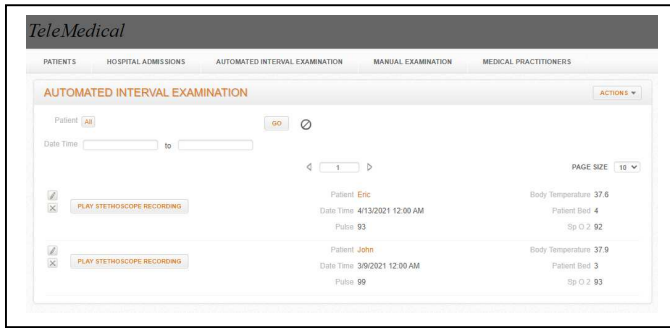 TeleMedical
PATIENTS HOSPITAL ADMISSIONS AUTOMATED INTERVAL EXAMINATION MANUAL EXAMINATION MEDICAL PRACTITIONERS
AUTOMATED INTERVAL EXAMINATION ACTIONS
Patient All GO
Date Time to
1 PAGE SIZE 10
Patient Eric Body Temperature 37.6
PLAY STETHOSCOPE RECORDING Date Time 4/13/2021 12:00 AM Patient Bed 4
Pulse 93 Sp O.2 92
Patient John Body Temperature 37.9
PLAY STETHOSCOPE RECORDING Date Time 3/9/2021 12:00 AM Patient Bed 3
Pulse 99 Sp O.2 93